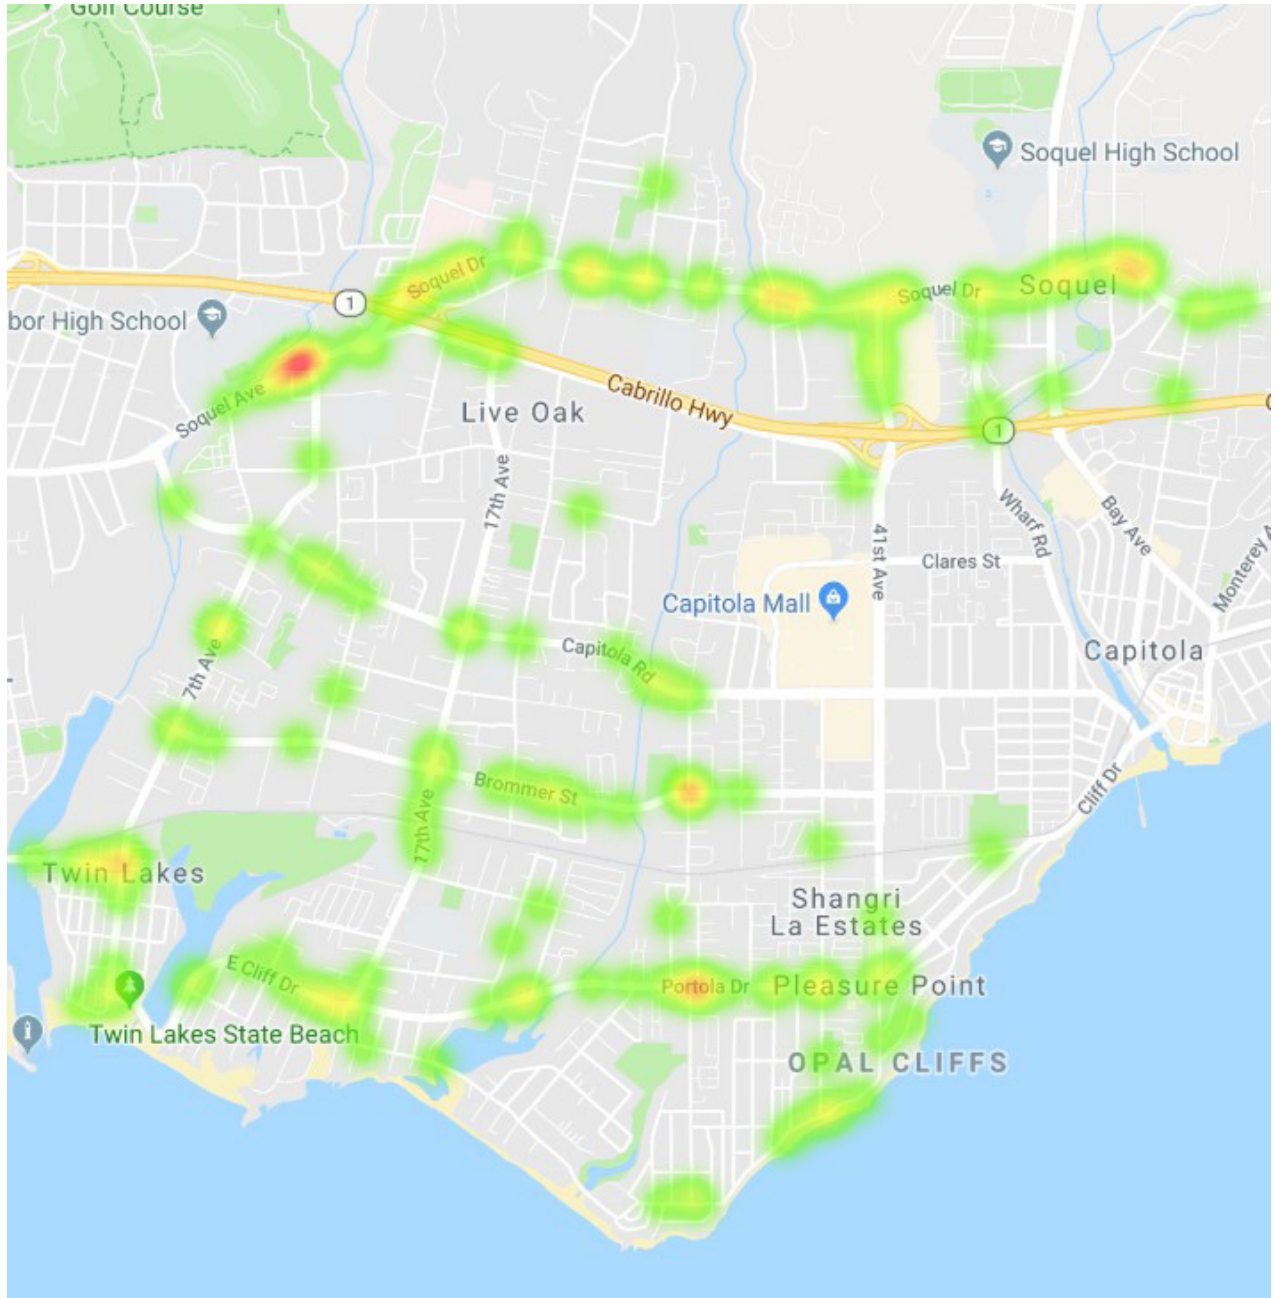 Golf Course
Soquel High School
Soquel Dr
Soquel Dr
Soquel
1
bor High School
Cabrillo Hwy
Soquel Ave
Live Oak
1
17th Ave
Wharf Rd
Bay Ave
41st Ave
Clares St
Monterey A
Capitola Mall
Capitola Rd
Capitola
7th Ave
Brommer St
17th Ave
Cliff Dr
Twin Lakes
Shangri
La Estates
E Cliff Dr
Portola Dr
Pleasure Point
Twin Lakes State Beach
OPAL CLIFFS